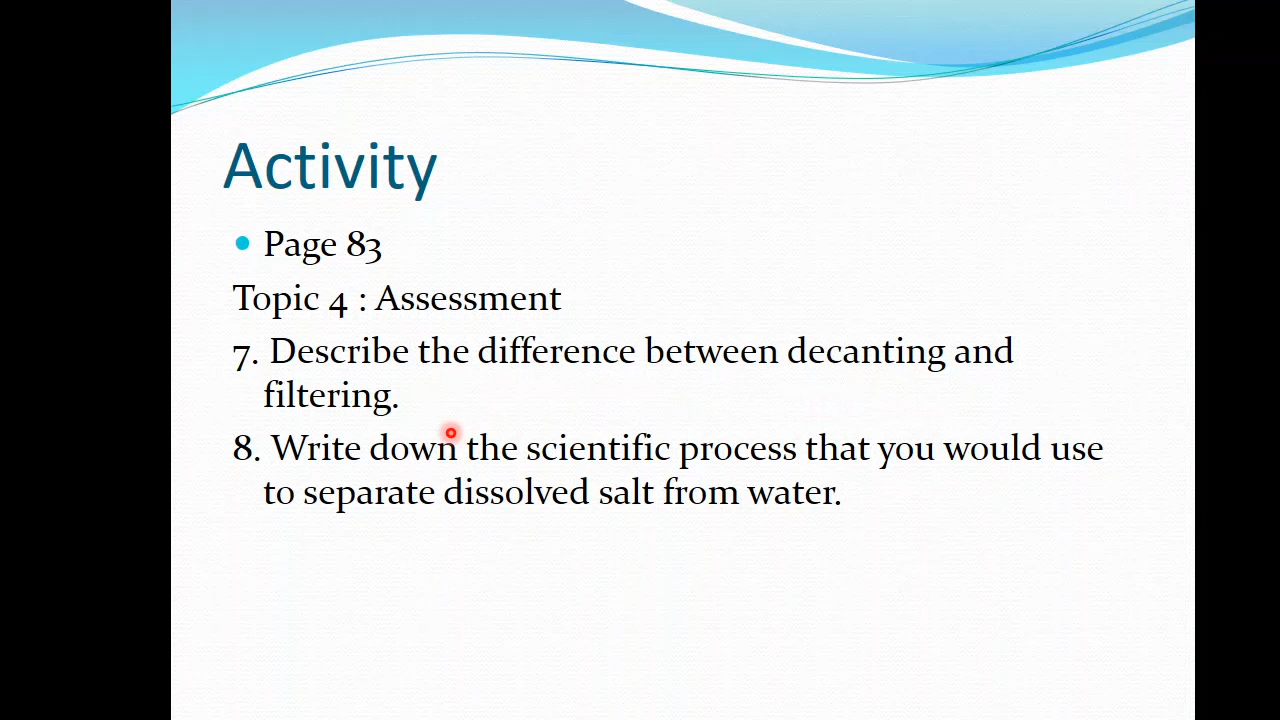 Activity
Page 83
Topic 4 : Assessment
7. Describe the difference between decanting and
filtering.
8. Write down the scientific process that you would use
to separate dissolved salt from water.